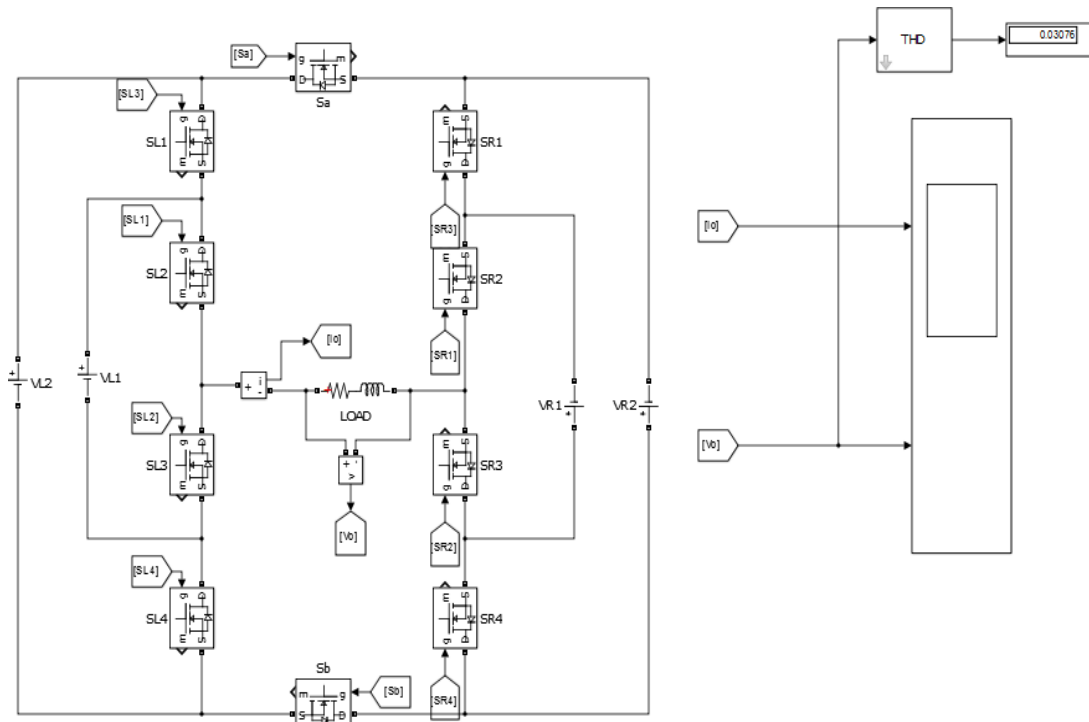 [Sa]
g
m
D
S
Sa
THD
0.03076
[SL3]
g
D
m
S
SL1
m
S
g
D
SR1
[SL1]
g
D
m
S
SL2
[SR3]
m
S
g
D
SR2
[Io]
[Io]
[SR1]
+
i
-
VL2
+
VL1
+
LOAD
VR1
+
VR2
+
[SL2]
g
D
m
S
SL3
+
-
v
[Vo]
m
S
g
D
SR3
[Vo]
[SR2]
[SL4]
g
D
m
S
SL4
m
S
g
D
SR4
Sb
m
g
S
D
[Sb]
[SR4]